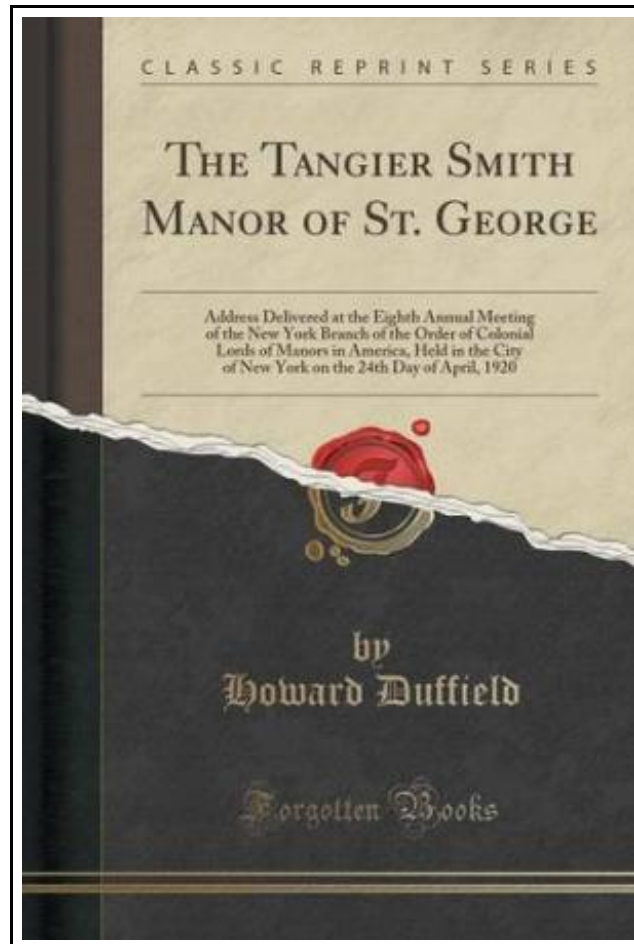 CLASSIC REPRINT SERIES
THE TANGIER SMITH
MANOR OF ST. GEORGE
Address Delivered at the Eighth Annual Meeting
of the New York Branch of the Order of Colonial
Lords of Manors in America, Held in the City
of New York on the 24th Day of April, 1920
by
Howard Duffield
Forgotten Books